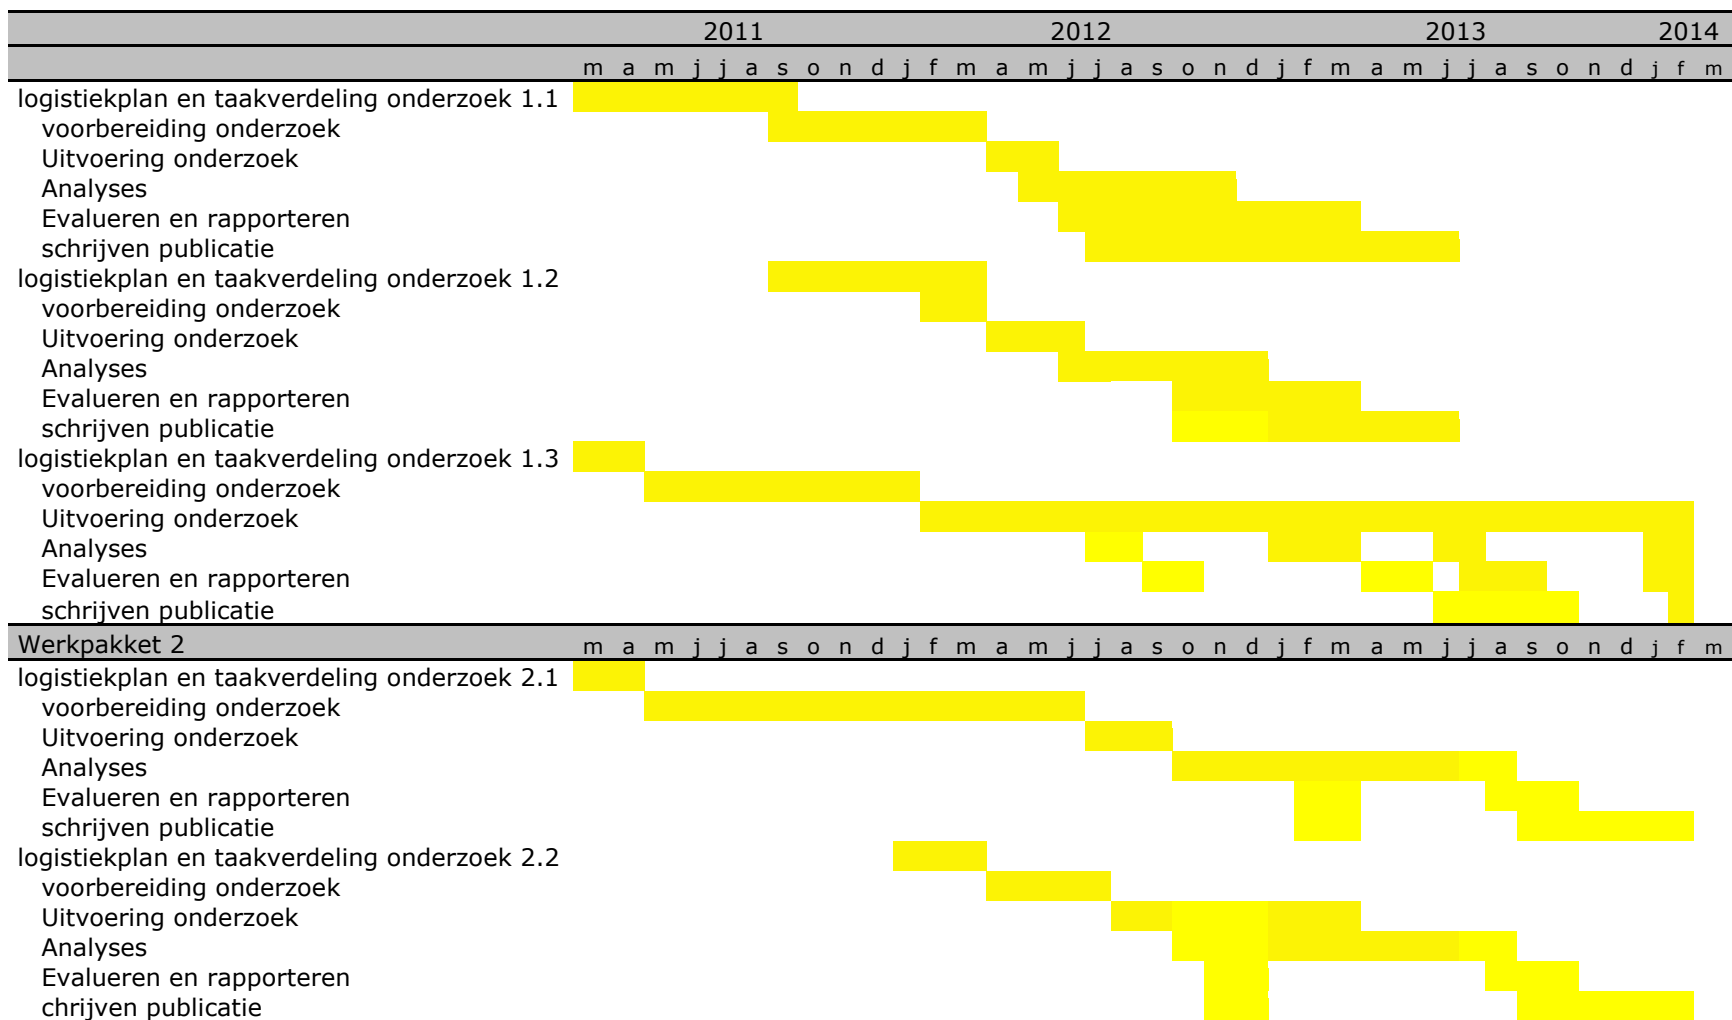 2011 2012 2013 2014
m a m j j a s o n d j f m a m j j a s o n d j f m a m j j a s o n d j f m
logistiekplan en taakverdeling onderzoek 1.1
voorbereiding onderzoek
Uitvoering onderzoek
Analyses
Evalueren en rapporteren
schrijven publicatie
logistiekplan en taakverdeling onderzoek 1.2
voorbereiding onderzoek
Uitvoering onderzoek
Analyses
Evalueren en rapporteren
schrijven publicatie
logistiekplan en taakverdeling onderzoek 1.3
voorbereiding onderzoek
Uitvoering onderzoek
Analyses
Evalueren en rapporteren
schrijven publicatie
Werkpakket 2 m a m j j a s o n d j f m a m j j a s o n d j f m a m j j a s o n d j f m
logistiekplan en taakverdeling onderzoek 2.1
voorbereiding onderzoek
Uitvoering onderzoek
Analyses
Evalueren en rapporteren
schrijven publicatie
logistiekplan en taakverdeling onderzoek 2.2
voorbereiding onderzoek
Uitvoering onderzoek
Analyses
Evalueren en rapporteren
chrijven publicatie